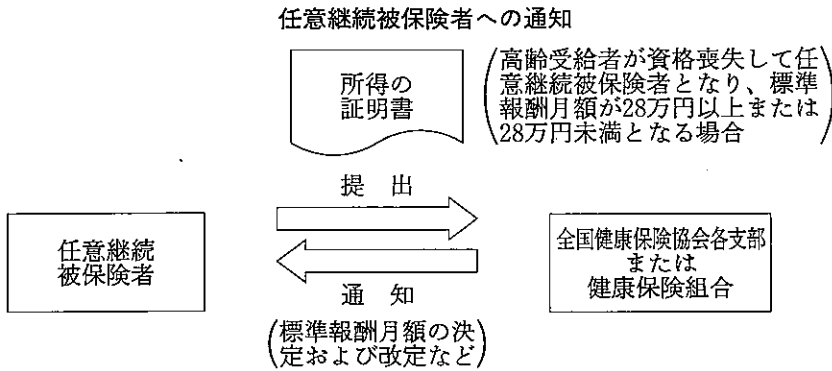 任意継続被保険者への通知
所得の
証明書
(高齢受給者が資格喪失して任
意継続被保険者となり、標準
報酬月額が28万円以上または
28万円未満となる場合)
提 出
任意継続
被保険者
全国健康保険協会各支部
または
健康保険組合
通 知
(標準報酬月額の決
定および改定など)